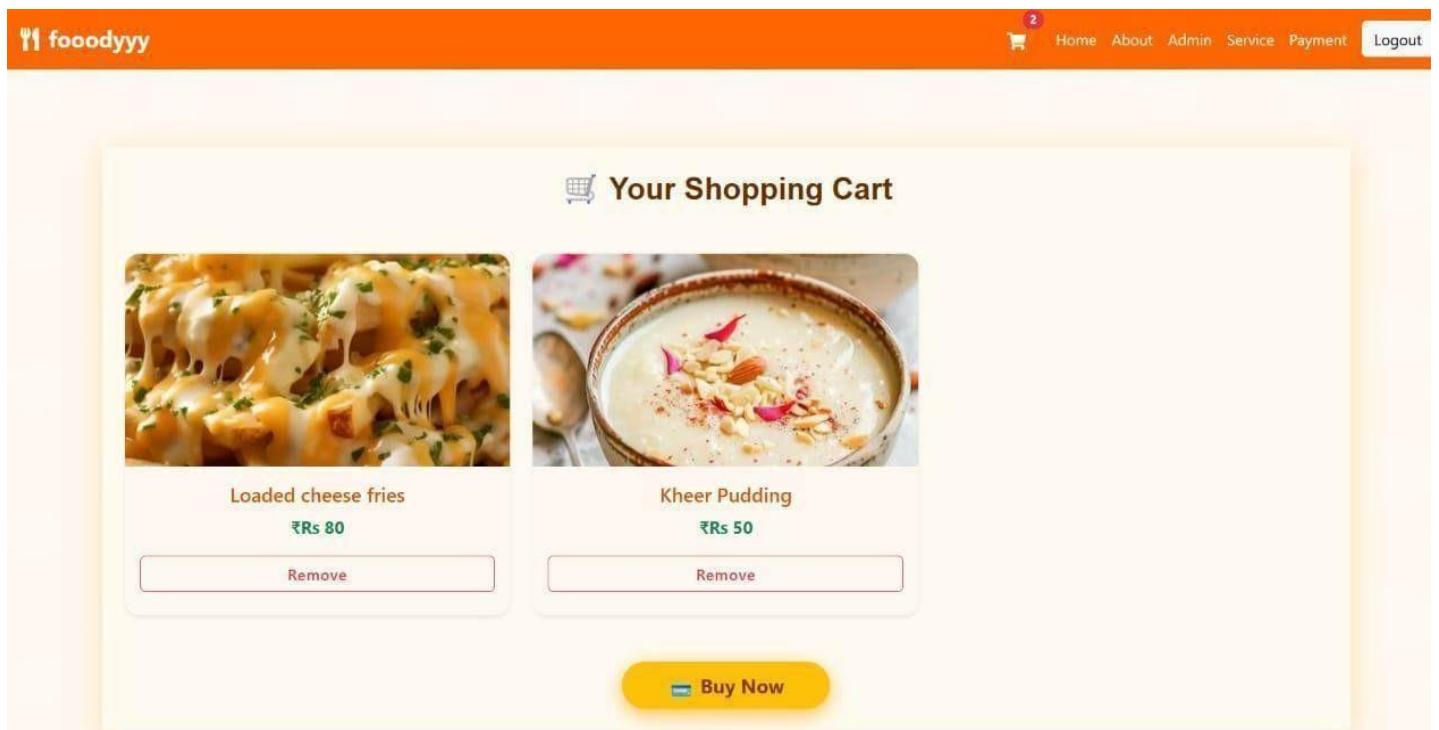 fooodyyy
2
Home About Admin Service Payment Logout
Your Shopping Cart
Loaded cheese fries
₹Rs 80
Remove
Kheer Pudding
₹Rs 50
Remove
Buy Now